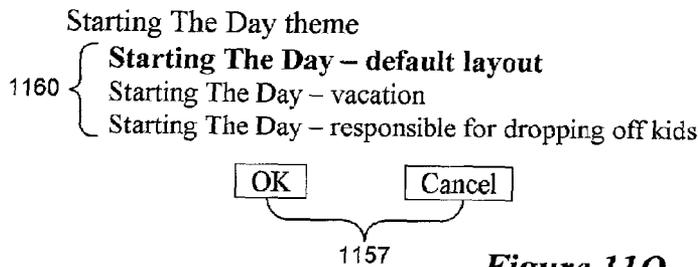 Starting The Day theme
Starting The Day – default layout
1160
Starting The Day – vacation
Starting The Day – responsible for dropping off kids
OK Cancel
1157